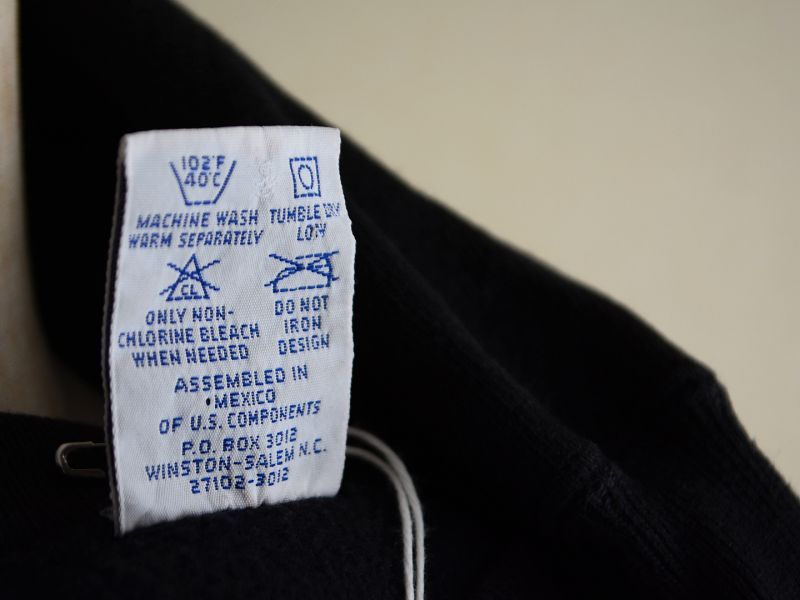 102°F
40°C
MACHINE WASH
WARM SEPARATELY
TUMBLE DRY
LOW
CL
ONLY NON-
CHLORINE BLEACH
WHEN NEEDED
DO NOT
IRON
DESIGN
ASSEMBLED IN
MEXICO
OF U.S. COMPONENTS
P.O. BOX 3012
WINSTON-SALEM N.C.
27102-3012